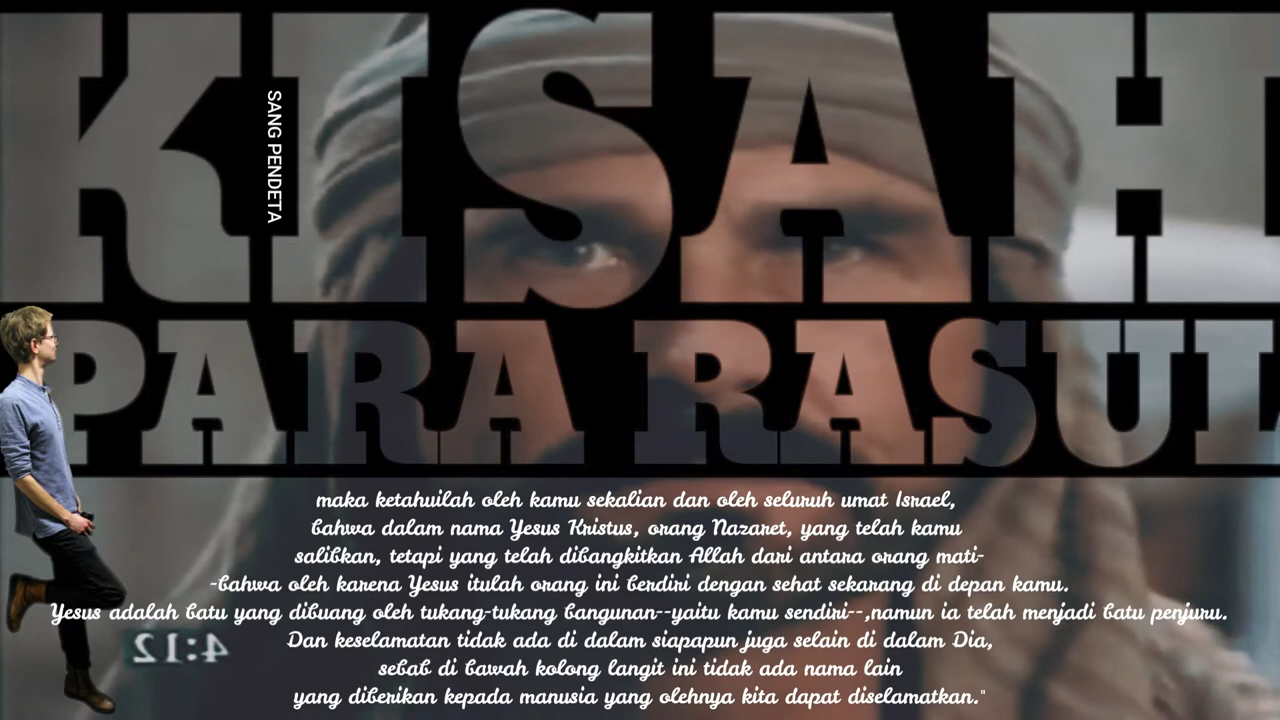 KISAH
SANG PENDETA
PARA RASUL
maka ketahuilah oleh kamu sekalian dan oleh seluruh umat Israel,
bahwa dalam nama Yesus Kristus, orang Nazaret, yang telah kamu
salibkan, tetapi yang telah dibangkitkan Allah dari antara orang mati-
-bahwa oleh karena Yesus itulah orang ini berdiri dengan sehat sekarang di depan kamu.
Yesus adalah batu yang dibuang oleh tukang-tukang bangunan--yaitu kamu sendiri--,namun ia telah menjadi batu penjuru.
4:12
Dan keselamatan tidak ada di dalam siapapun juga selain di dalam Dia,
sebab di bawah kolong langit ini tidak ada nama lain
yang diberikan kepada manusia yang olehnya kita dapat diselamatkan."